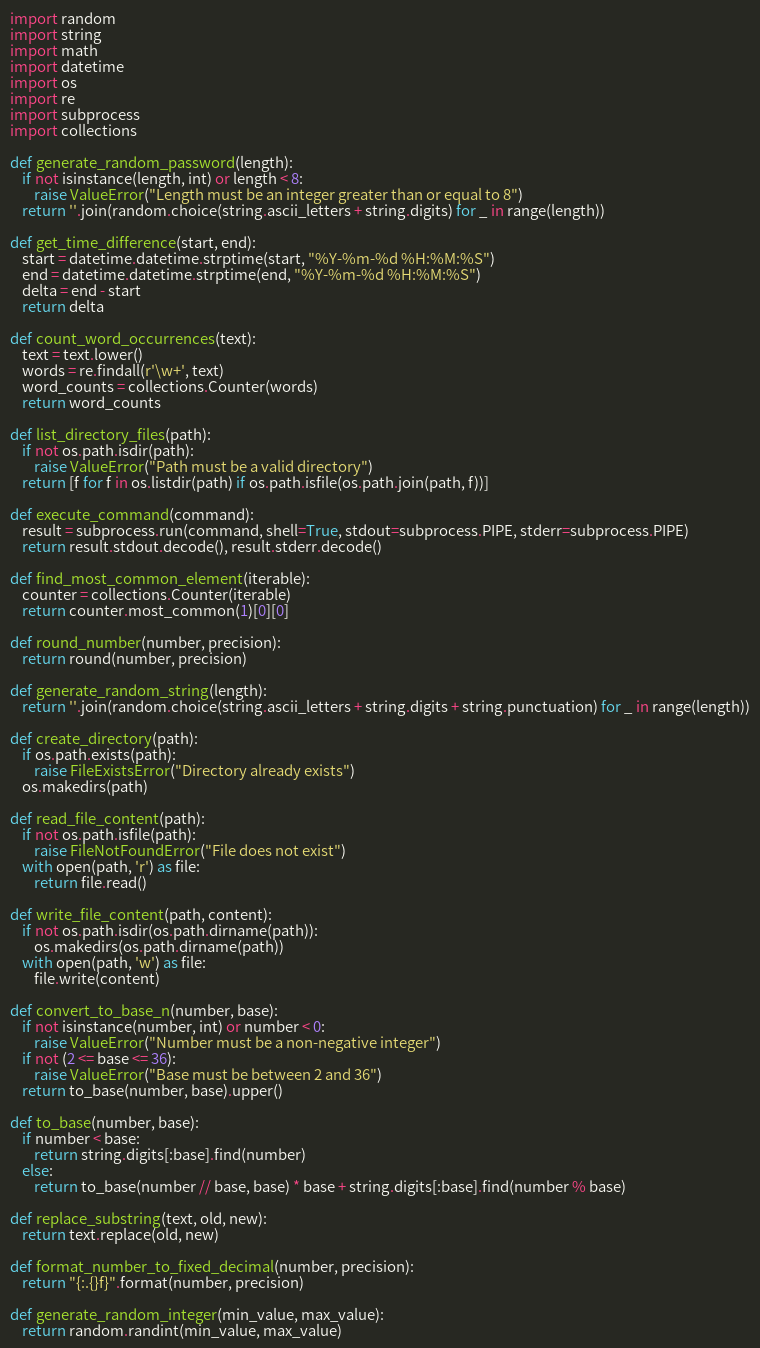 import random
import string
import math
import datetime
import os
import re
import subprocess
import collections

def generate_random_password(length):
    if not isinstance(length, int) or length < 8:
        raise ValueError("Length must be an integer greater than or equal to 8")
    return ''.join(random.choice(string.ascii_letters + string.digits) for _ in range(length))

def get_time_difference(start, end):
    start = datetime.datetime.strptime(start, "%Y-%m-%d %H:%M:%S")
    end = datetime.datetime.strptime(end, "%Y-%m-%d %H:%M:%S")
    delta = end - start
    return delta

def count_word_occurrences(text):
    text = text.lower()
    words = re.findall(r'\w+', text)
    word_counts = collections.Counter(words)
    return word_counts

def list_directory_files(path):
    if not os.path.isdir(path):
        raise ValueError("Path must be a valid directory")
    return [f for f in os.listdir(path) if os.path.isfile(os.path.join(path, f))]

def execute_command(command):
    result = subprocess.run(command, shell=True, stdout=subprocess.PIPE, stderr=subprocess.PIPE)
    return result.stdout.decode(), result.stderr.decode()

def find_most_common_element(iterable):
    counter = collections.Counter(iterable)
    return counter.most_common(1)[0][0]

def round_number(number, precision):
    return round(number, precision)

def generate_random_string(length):
    return ''.join(random.choice(string.ascii_letters + string.digits + string.punctuation) for _ in range(length))

def create_directory(path):
    if os.path.exists(path):
        raise FileExistsError("Directory already exists")
    os.makedirs(path)

def read_file_content(path):
    if not os.path.isfile(path):
        raise FileNotFoundError("File does not exist")
    with open(path, 'r') as file:
        return file.read()

def write_file_content(path, content):
    if not os.path.isdir(os.path.dirname(path)):
        os.makedirs(os.path.dirname(path))
    with open(path, 'w') as file:
        file.write(content)

def convert_to_base_n(number, base):
    if not isinstance(number, int) or number < 0:
        raise ValueError("Number must be a non-negative integer")
    if not (2 <= base <= 36):
        raise ValueError("Base must be between 2 and 36")
    return to_base(number, base).upper()

def to_base(number, base):
    if number < base:
        return string.digits[:base].find(number)
    else:
        return to_base(number // base, base) * base + string.digits[:base].find(number % base)

def replace_substring(text, old, new):
    return text.replace(old, new)

def format_number_to_fixed_decimal(number, precision):
    return "{:.{}f}".format(number, precision)

def generate_random_integer(min_value, max_value):
    return random.randint(min_value, max_value)